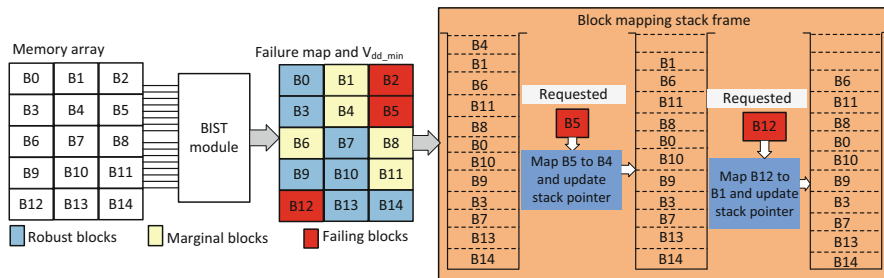 Memory array
B0 B1 B2
B3 B4 B5
B6 B7 B8
B9 B10 B11
B12 B13 B14
BIST
module
Failure map and Vdd_min
B0 B1 B2
B3 B4 B5
B6 B7 B8
B9 B10 B11
B12 B13 B14
Robust blocks
Marginal blocks
Failing blocks
Block mapping stack frame
B4
B1
B6
B11
B8
B0
B10
B9
B3
B7
B13
B14
Requested
B5
Map B5 to B4
and update
stack pointer
B1
B6
B11
B8
B0
B10
B9
B3
B7
B13
B14
Requested
B12
Map B12 to
B1 and update
stack pointer
B6
B11
B8
B0
B10
B9
B3
B7
B13
B14